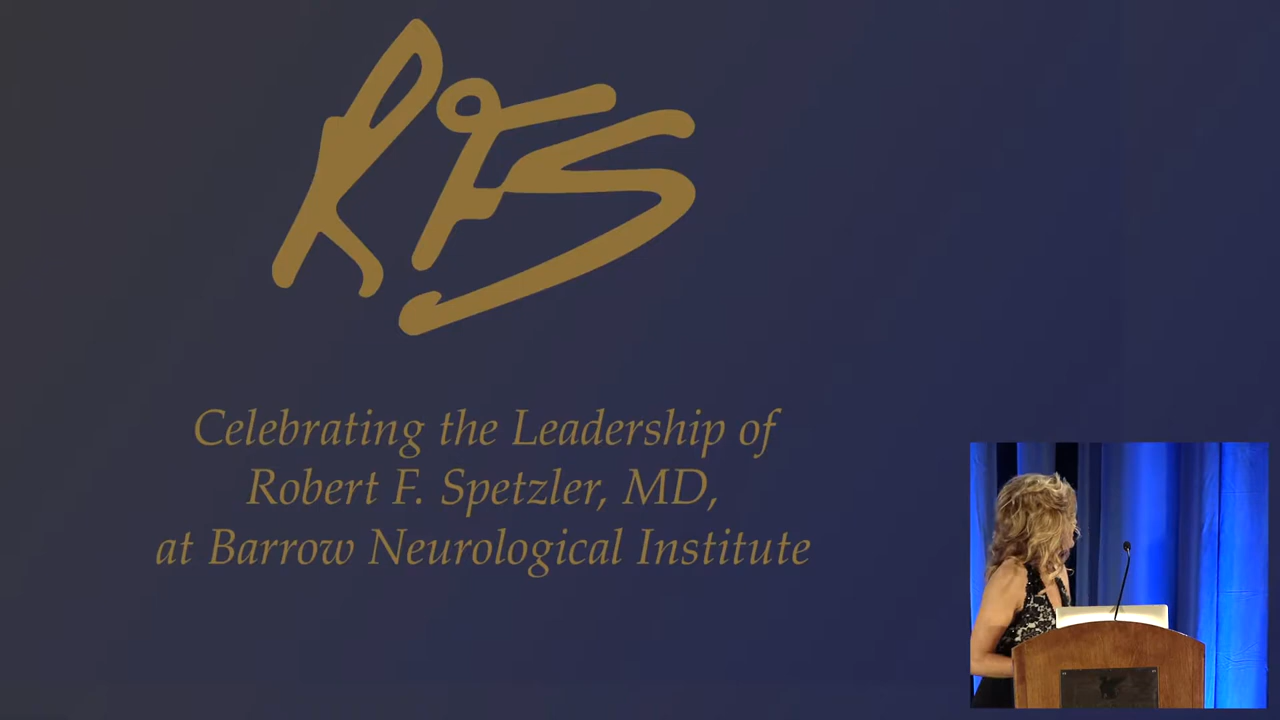 RFS
Celebrating the Leadership of
Robert F. Spetzler, MD,
at Barrow Neurological Institute